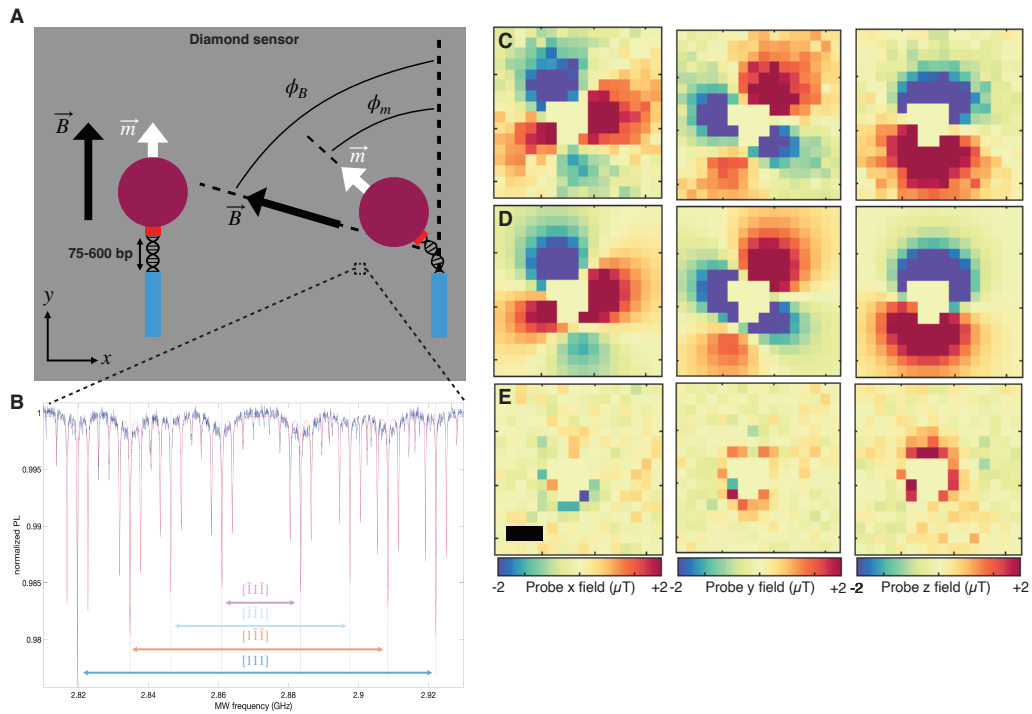 A
Diamond sensor
ϕB
ϕm
B
m
m
B
75-600 bp
y
x
B
1
0.995
0.99
0.985
0.98
normalized PL
[1̄11̄]
[1̄1̄1]
[11̄1̄]
[111]
2.82
2.84
2.86
2.88
2.9
2.92
MW frequency (GHz)
C
D
E
-2 Probe x field (μT) +2
-2 Probe y field (μT) +2
-2 Probe z field (μT) +2